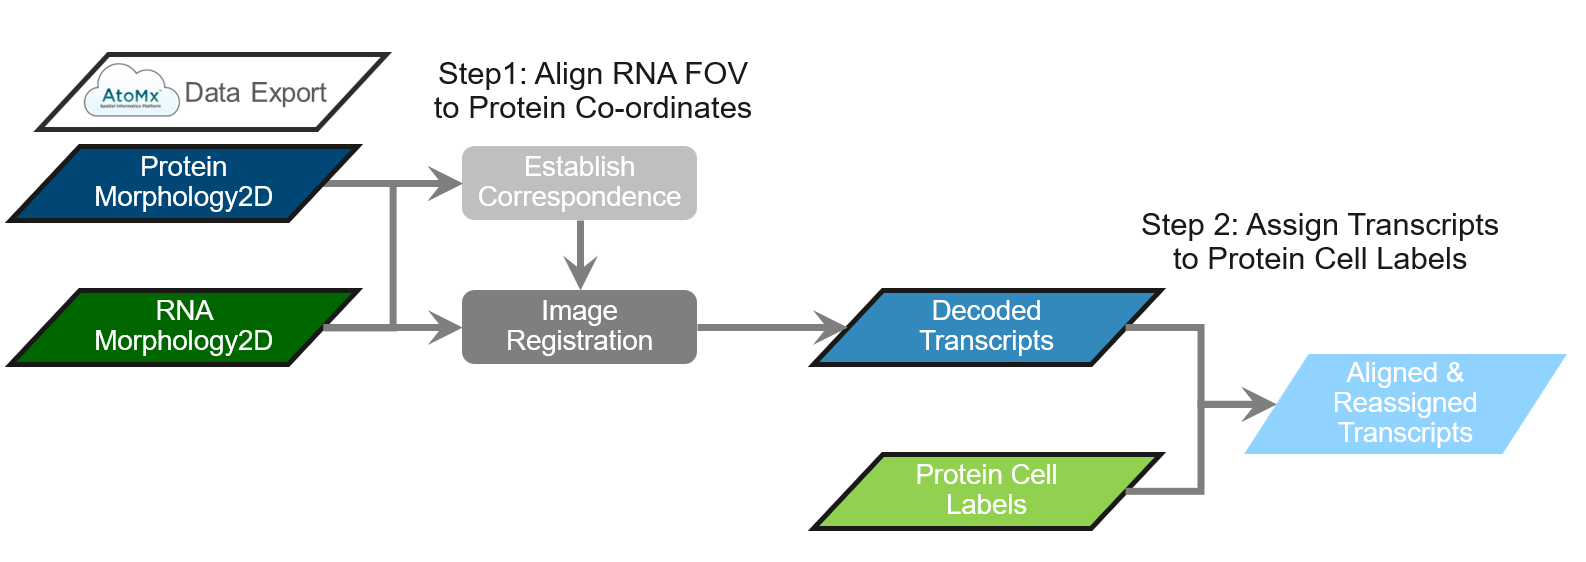 AtoMx
Spatial Informatics Platform
Data Export
Step1: Align RNA FOV
to Protein Co-ordinates
Protein
Morphology2D
Establish
Correspondence
RNA
Morphology2D
Image
Registration
Step 2: Assign Transcripts
to Protein Cell Labels
Decoded
Transcripts
Aligned &
Reassigned
Transcripts
Protein Cell
Labels